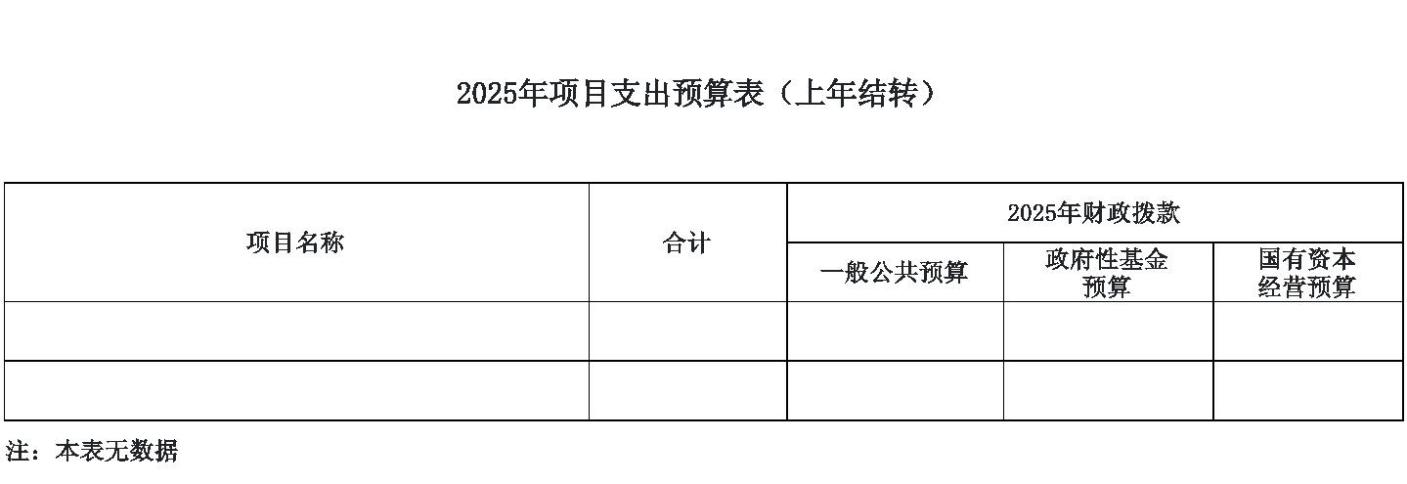 2025年项目支出预算表（上年结转）
项目名称
合计
2025年财政拨款
一般公共预算
政府性基金
预算
国有资本
经营预算
注：本表无数据